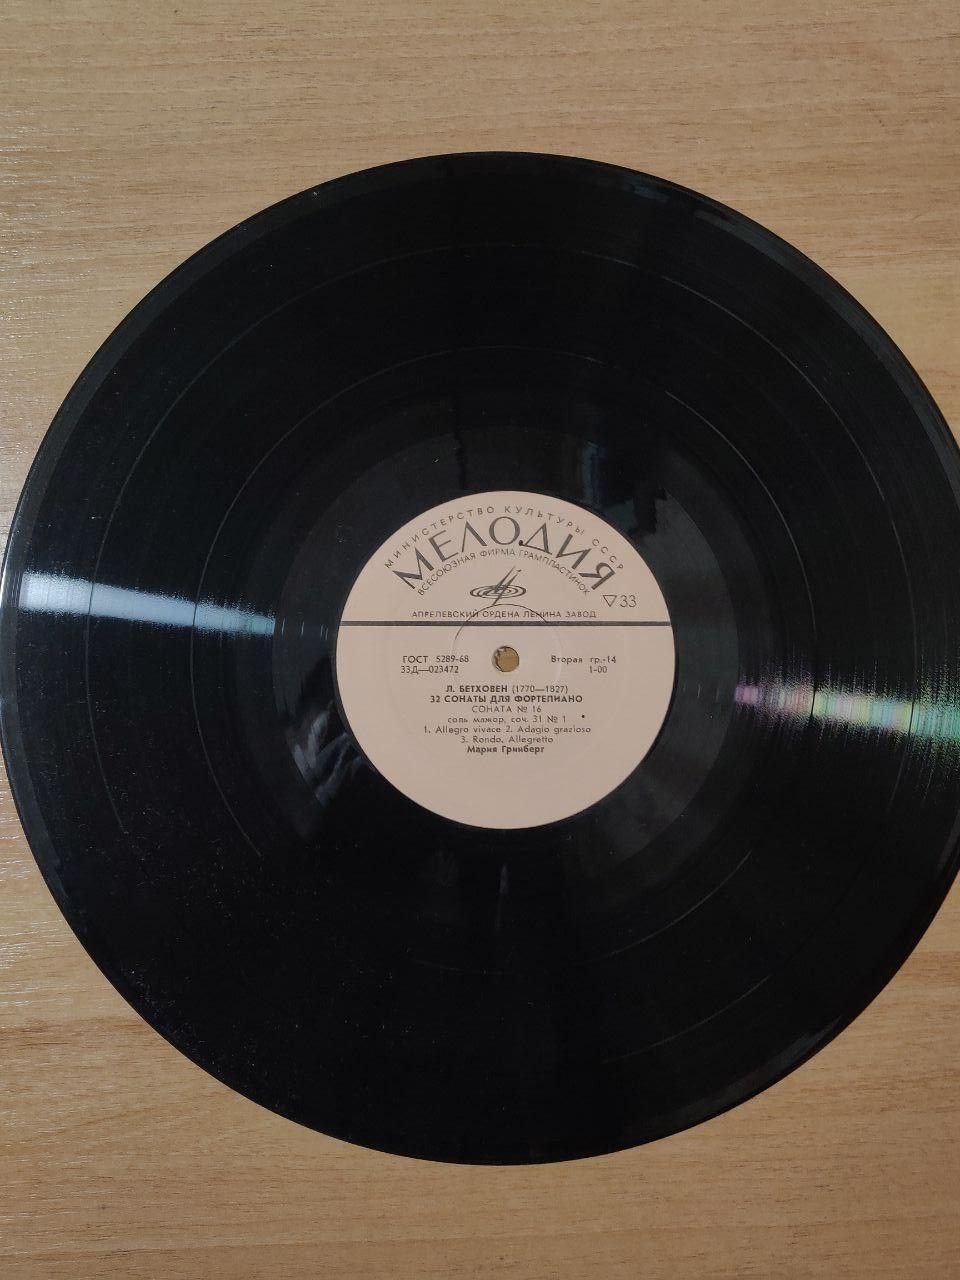 МИНИСТЕРСТВО КУЛЬТУРЫ СССР
МЕЛОДИЯ
ВСЕСОЮЗНАЯ ФИРМА ГРАМПЛАСТИНОК
▽33
АПРЕЛЕВСКИЙ ОРДЕНА ЛЕНИНА ЗАВОД
ГОСТ 5289-68 Вторая гр.-14
33Д—023472 1-00
Л. БЕТХОВЕН (1770—1827)
32 СОНАТЫ ДЛЯ ФОРТЕПИАНО
СОНАТА № 16
соль мажор, соч. 31 № 1
1. Allegro vivace 2. Adagio grazioso
3. Rondo. Allegretto
Мария Гринберг